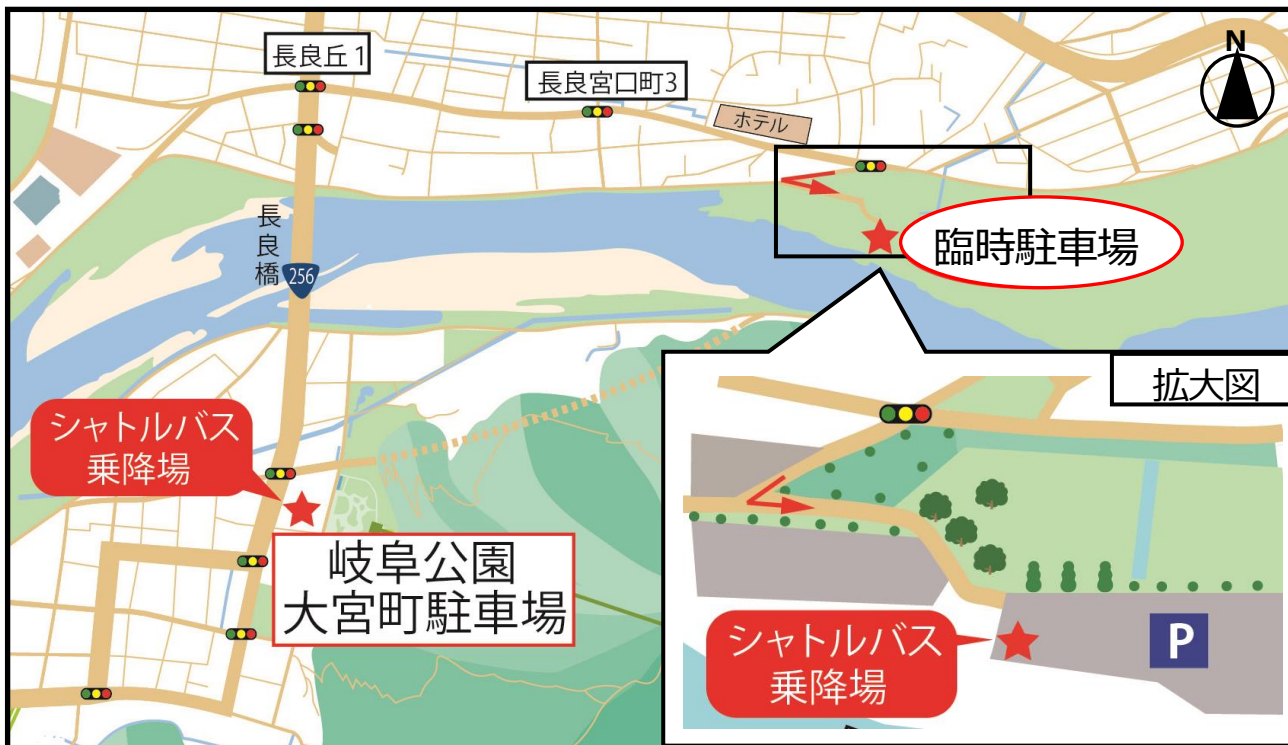 長良丘1
長良宮口町3
N
ホテル
長良橋
256
臨時駐車場
拡大図
シャトルバス
乗降場
岐阜公園
大宮町駐車場
シャトルバス
乗降場
P